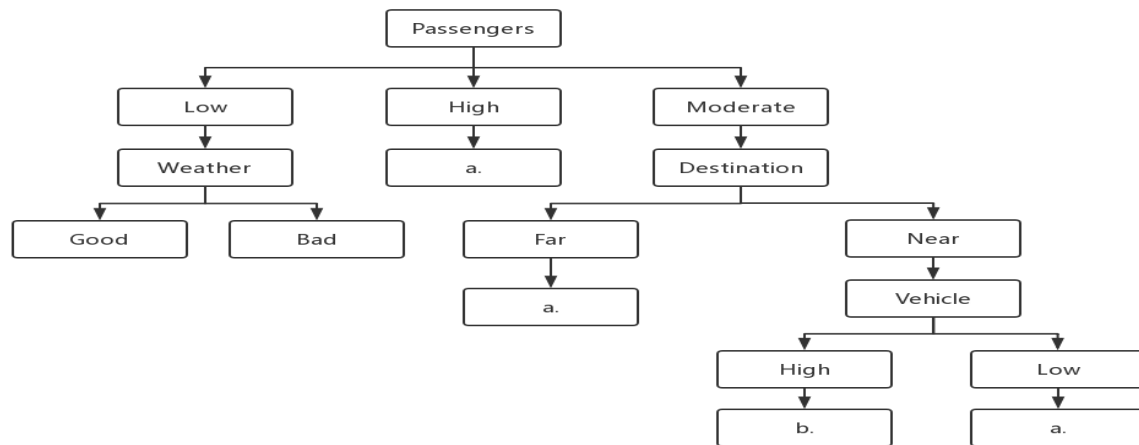 Passengers
Low
High
Moderate
Weather
a.
Destination
Good
Bad
Far
Near
a.
Vehicle
High
Low
b.
a.